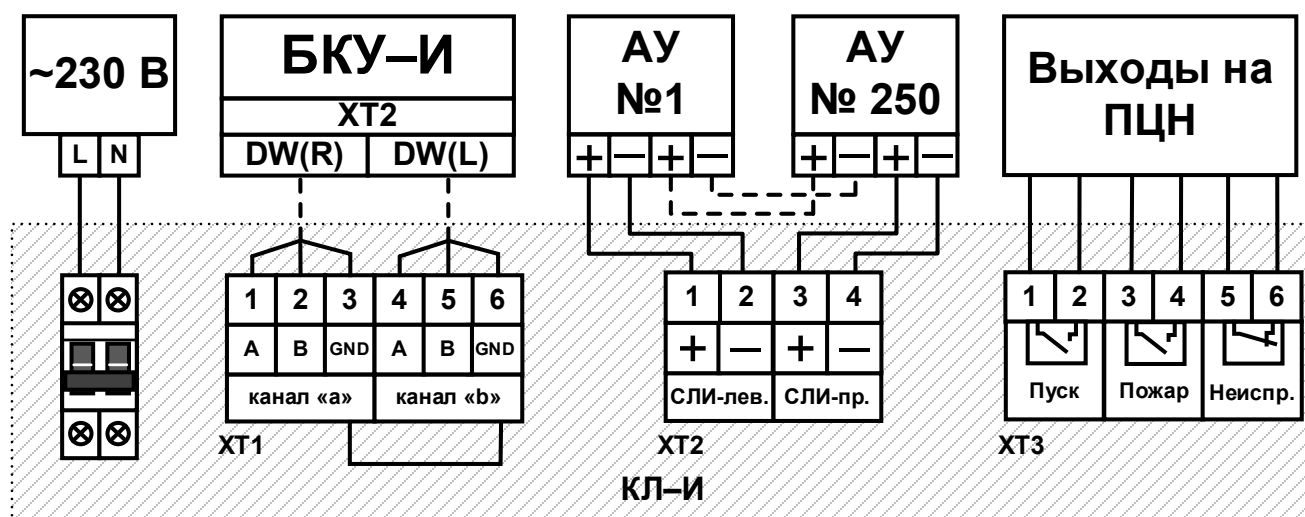 ~230 В
L N
БКУ–И
XT2
DW(R) DW(L)
АУ
№1
+ — + —
АУ
№ 250
+ — + —
Выходы на
ПЦН
1 2 3 4 5 6
A B GND A B GND
канал «a» канал «b»
XT1
1 2 3 4
+ — + —
СЛИ-лев. СЛИ-пр.
XT2
1 2 3 4 5 6
Пуск Пожар Неиспр.
XT3
КЛ–И